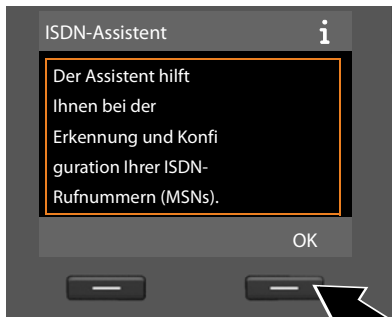 ISDN-Assistent i
Der Assistent hilft
Ihnen bei der
Erkennung und Konfi
guration Ihrer ISDN-
Rufnummern (MSNs).
OK